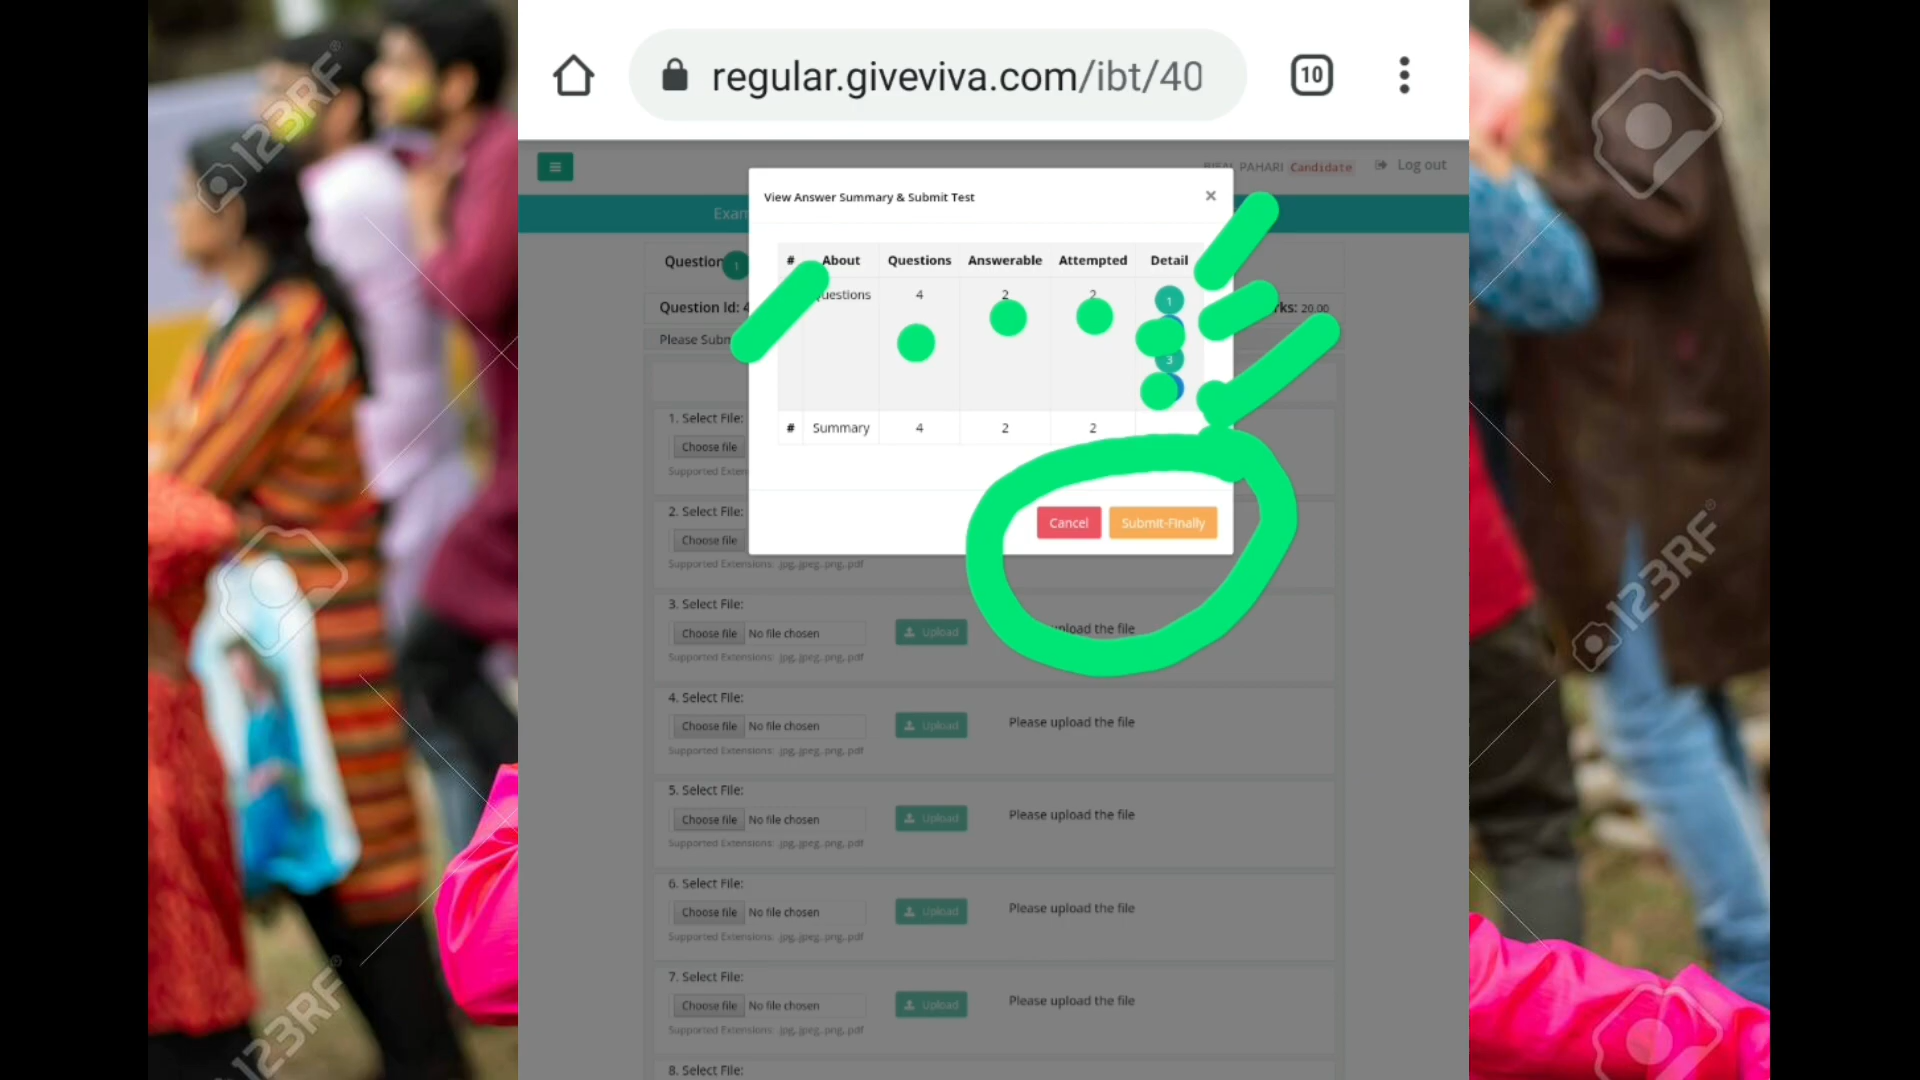 regular.giveviva.com/ibt/40
10
PAHARI Candidate
Log out
View Answer Summary & Submit Test
×
# About Questions Answerable Attempted Detail
4 2 2 1
3
# Summary 4 2 2
Cancel Submit-Finally
Question 1
Question Id: 4
20.00
Please
1. Select File:
Choose file
Supported
2. Select File:
Choose file
Supported Extensions: .jpg,.jpeg,.png,.pdf
3. Select File:
Choose file No file chosen Upload upload the file
Supported Extensions: .jpg,.jpeg,.png,.pdf
4. Select File:
Choose file No file chosen Upload Please upload the file
Supported Extensions: .jpg,.jpeg,.png,.pdf
5. Select File:
Choose file No file chosen Upload Please upload the file
Supported Extensions: .jpg,.jpeg,.png,.pdf
6. Select File:
Choose file No file chosen Upload Please upload the file
Supported Extensions: .jpg,.jpeg,.png,.pdf
7. Select File:
Choose file No file chosen Upload Please upload the file
Supported Extensions: .jpg,.jpeg,.png,.pdf
8. Select File:
123RF
123RF
123RF